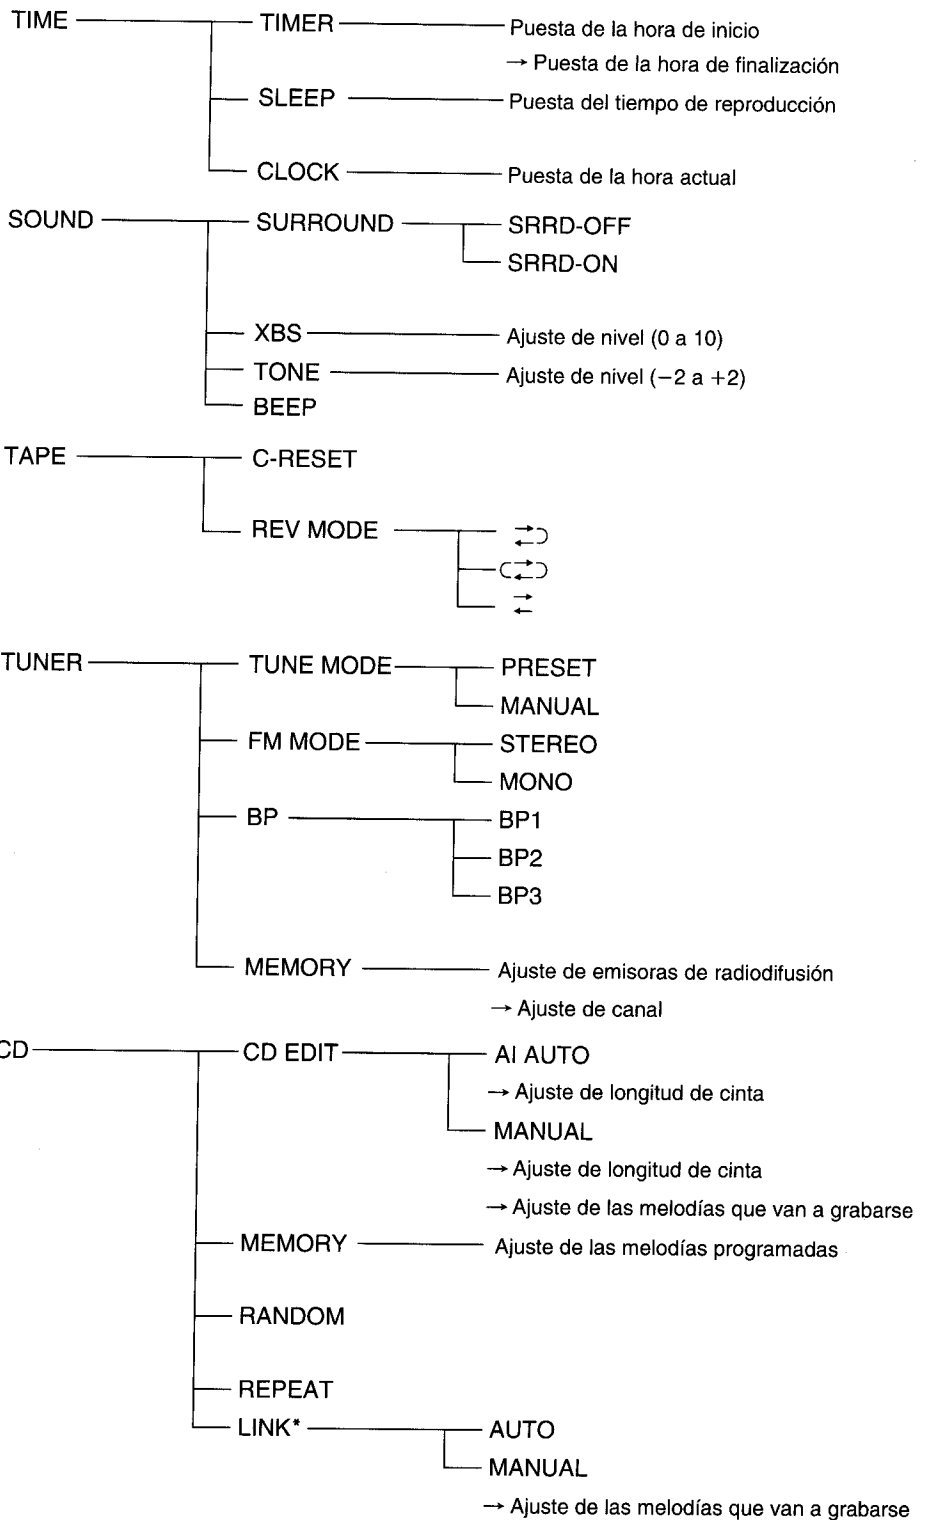 TIME TIMER Puesta de la hora de inicio
→ Puesta de la hora de finalización
SLEEP Puesta del tiempo de reproducción
CLOCK Puesta de la hora actual
SOUND SURROUND SRRD-OFF
SRRD-ON
XBS Ajuste de nivel (0 a 10)
TONE Ajuste de nivel (−2 a +2)
BEEP
TAPE C-RESET
REV MODE
TUNER TUNE MODE PRESET
MANUAL
FM MODE STEREO
MONO
BP BP1
BP2
BP3
MEMORY Ajuste de emisoras de radiodifusión
→ Ajuste de canal
CD CD EDIT AI AUTO
→ Ajuste de longitud de cinta
MANUAL
→ Ajuste de longitud de cinta
→ Ajuste de las melodías que van a grabarse
MEMORY Ajuste de las melodías programadas
RANDOM
REPEAT
LINK* AUTO
MANUAL
→ Ajuste de las melodías que van a grabarse